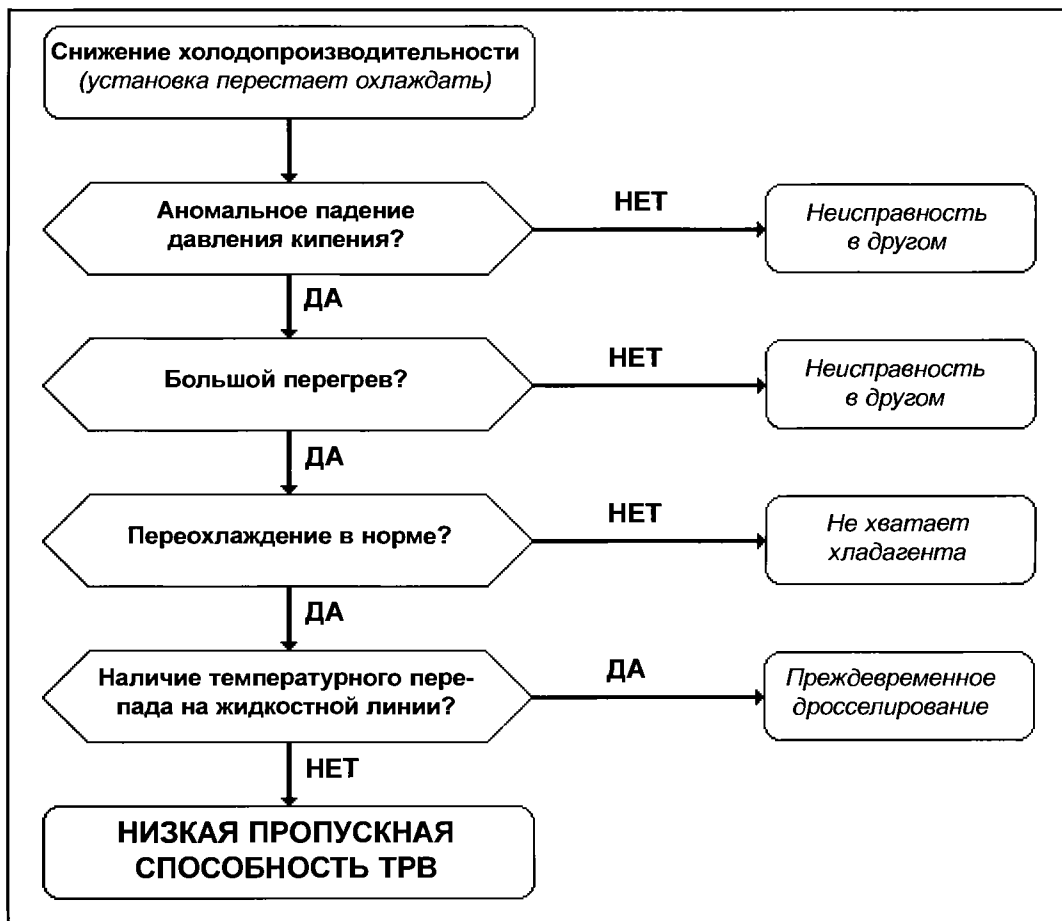 Снижение холодопроизводительности
(установка перестает охлаждать)
Аномальное падение
давления кипения?
НЕТ
Неисправность
в другом
ДА
Большой перегрев?
НЕТ
Неисправность
в другом
ДА
Переохлаждение в норме?
НЕТ
Не хватает
хладагента
ДА
Наличие температурного пере-
пада на жидкостной линии?
ДА
Преждевременное
дросселирование
НЕТ
НИЗКАЯ ПРОПУСКНАЯ
СПОСОБНОСТЬ ТРВ